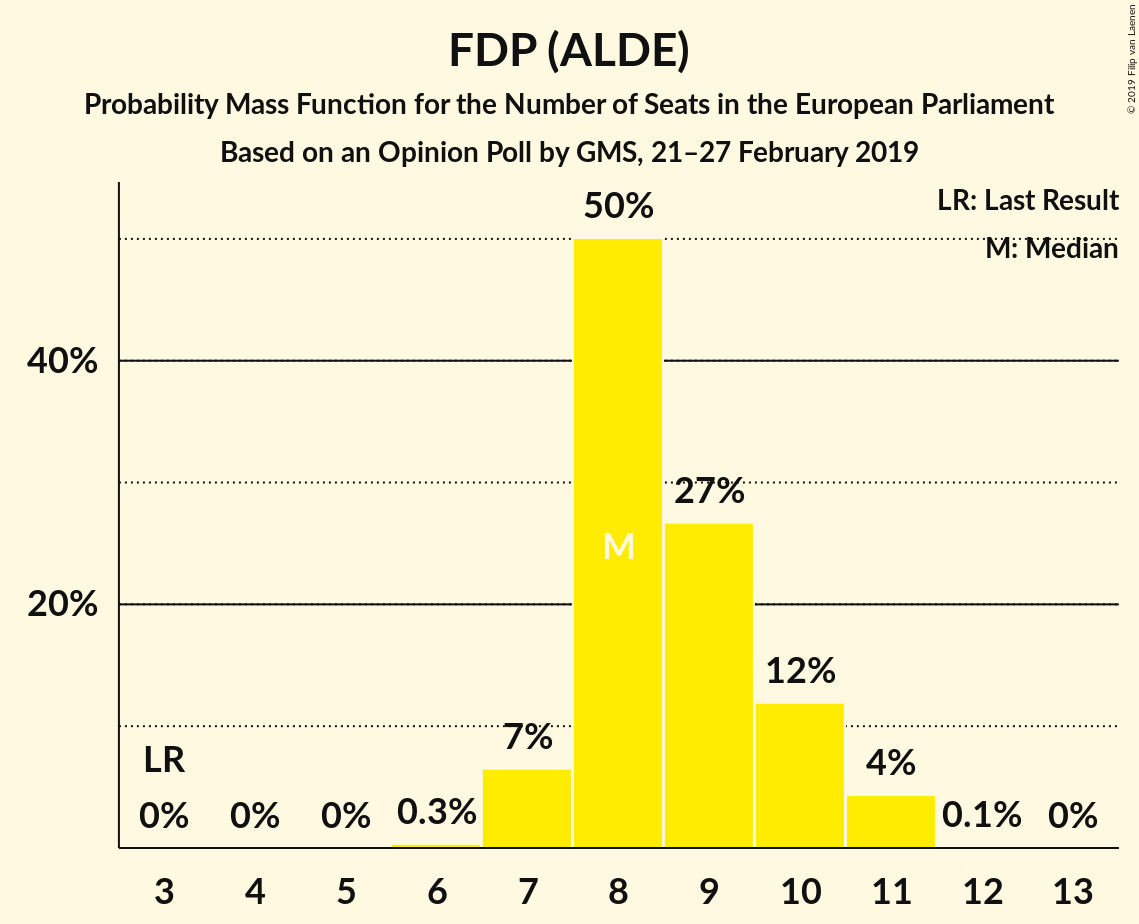 FDP (ALDE)
Probability Mass Function for the Number of Seats in the European Parliament
Based on an Opinion Poll by GMS, 21–27 February 2019
© 2019 Filip van Laenen
LR: Last Result
M: Median
50%
40%
27%
M
20%
12%
7%
LR
4%
0% 0% 0% 0.3% 0.1% 0%
3 4 5 6 7 8 9 10 11 12 13